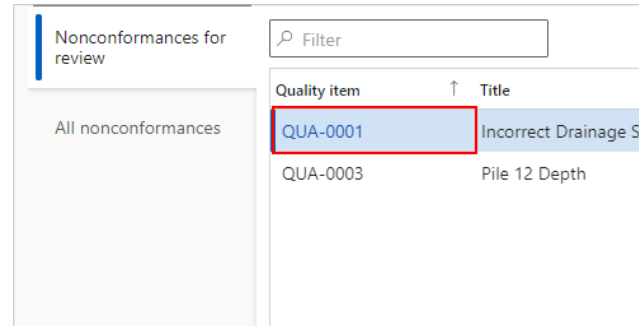 Nonconformances for
review
Filter
Quality item ↑ Title
All nonconformances
QUA-0001 Incorrect Drainage S
QUA-0003 Pile 12 Depth